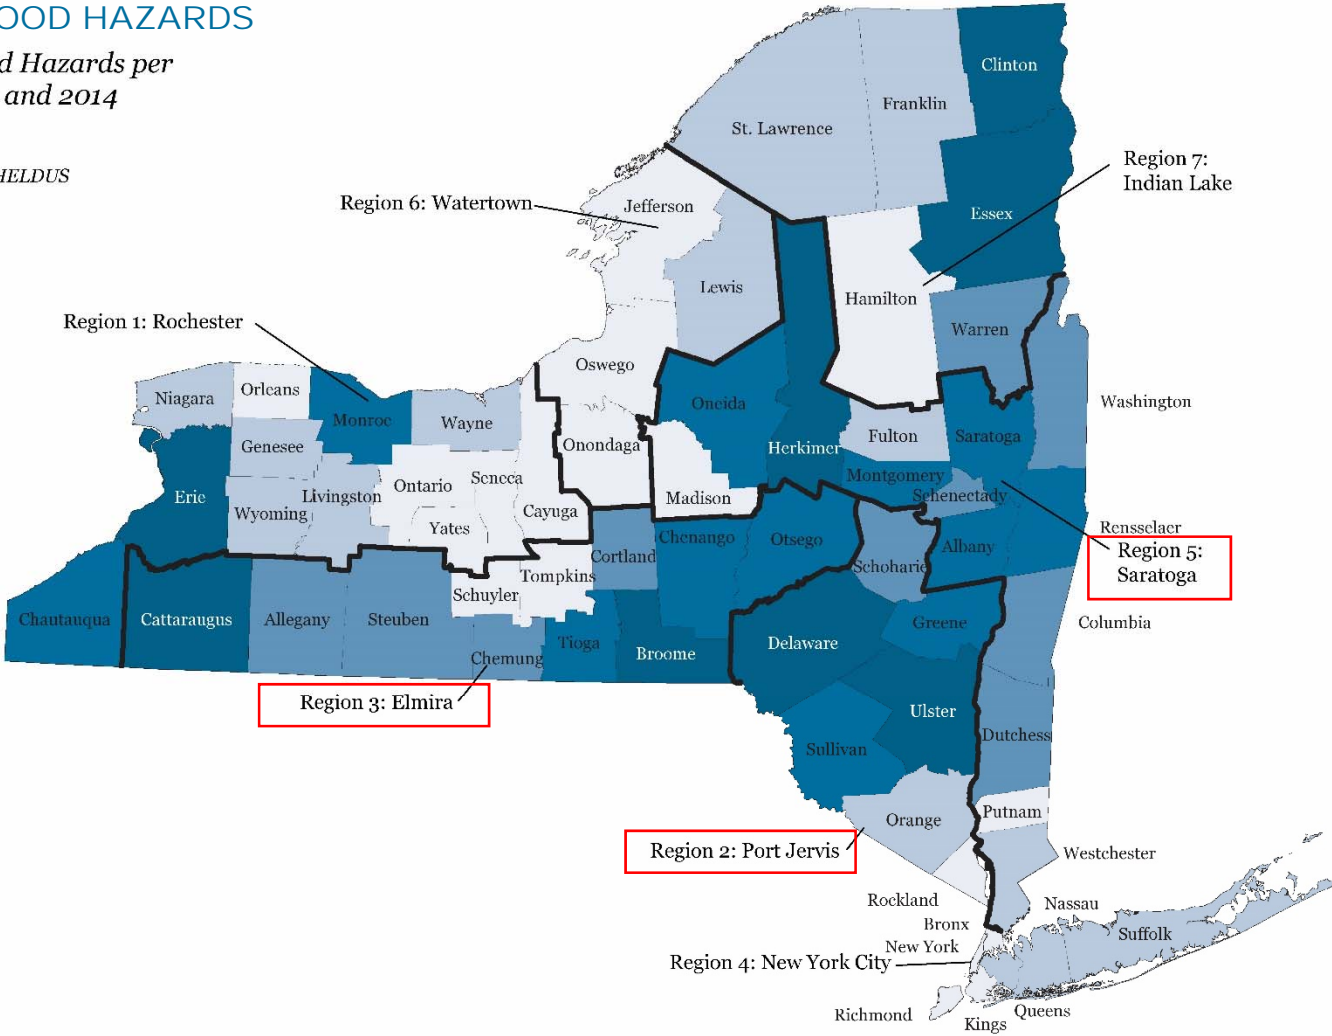 OOD HAZARDS
d Hazards per
and 2014
HELDUS
Clinton
Franklin
St. Lawrence
Region 7:
Indian Lake
Region 6: Watertown
Jefferson
Essex
Lewis
Hamilton
Region 1: Rochester
Warren
Oswego
Niagara
Orleans
Monroe
Wayne
Oneida
Washington
Genesee
Onondaga
Herkimer
Fulton
Saratoga
Erie
Livingston
Ontario
Seneca
Montgomery
Schenectady
Wyoming
Yates
Cayuga
Madison
Rensselaer
Region 5:
Saratoga
Cortland
Chenango
Otsego
Albany
Schoharie
Tompkins
Schuyler
Chautauqua
Cattaraugus
Allegany
Steuben
Greene
Columbia
Chemung
Tioga
Broome
Delaware
Region 3: Elmira
Ulster
Sullivan
Dutchess
Orange
Putnam
Region 2: Port Jervis
Westchester
Rockland
Nassau
Bronx
New York
Suffolk
Region 4: New York City
Richmond
Kings
Queens